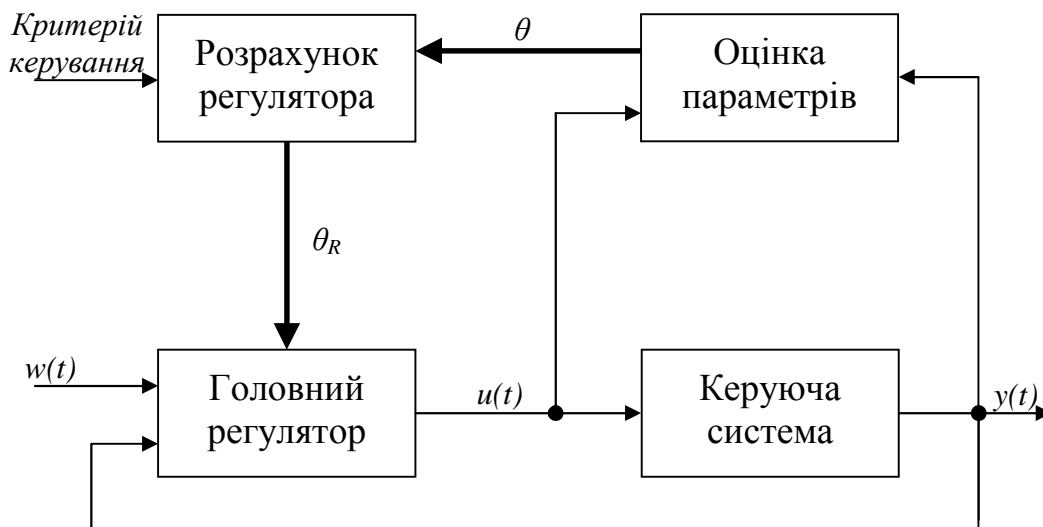 Критерій
керування
Розрахунок
регулятора
θ
Оцінка
параметрів
θR
w(t)
Головний
регулятор
u(t)
Керуюча
система
y(t)